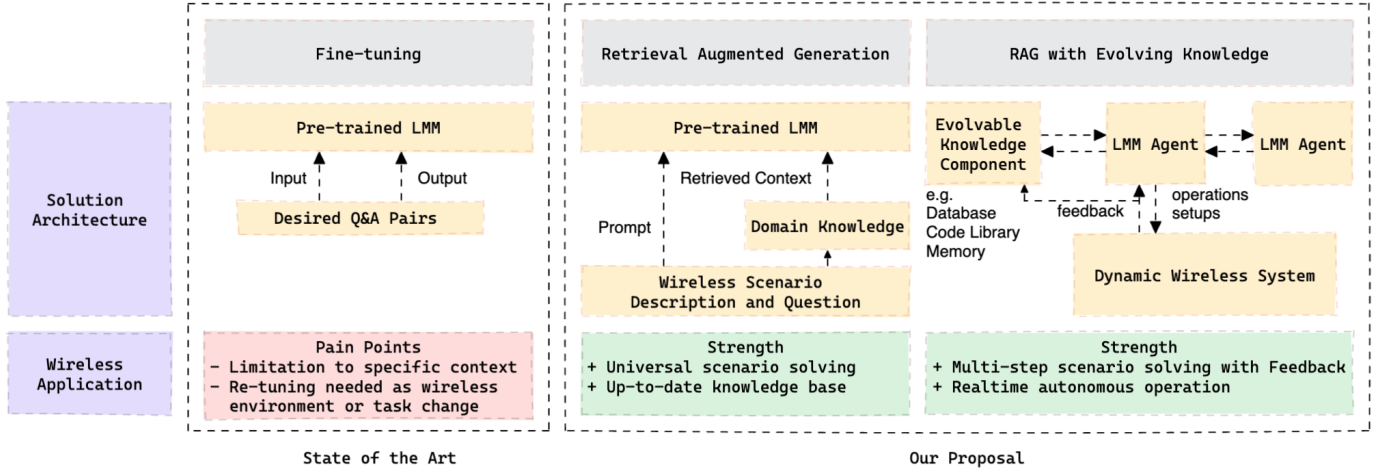 Fine-tuning
Retrieval Augmented Generation
RAG with Evolving Knowledge
Solution
Architecture
Pre-trained LMM
Input
Output
Desired Q&A Pairs
Pre-trained LMM
Retrieved Context
Prompt
Domain Knowledge
Wireless Scenario
Description and Question
Evolvable
Knowledge
Component
LMM Agent
LMM Agent
e.g.
Database
Code Library
Memory
feedback
operations
setups
Dynamic Wireless System
Wireless
Application
Pain Points
− Limitation to specific context
− Re-tuning needed as wireless
environment or task change
Strength
+ Universal scenario solving
+ Up-to-date knowledge base
Strength
+ Multi-step scenario solving with Feedback
+ Realtime autonomous operation
State of the Art
Our Proposal